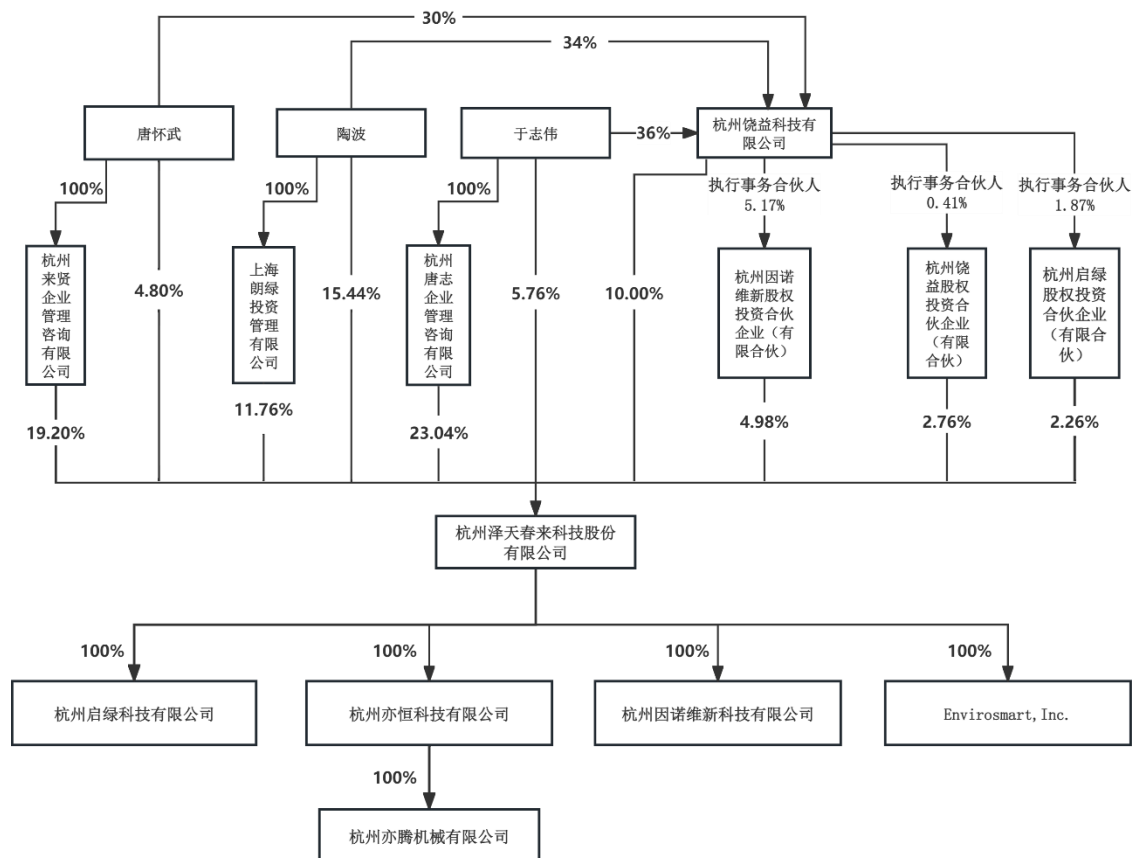 30%
34%
唐怀武
陶波
于志伟
36%
杭州饶益科技有
限公司
100%
100%
100%
执行事务合伙人
5.17%
执行事务合伙人
0.41%
执行事务合伙人
1.87%
杭州
来贤
企业
管理
咨询
有限
公司
4.80%
上海
朗绿
投资
管理
有限
公司
15.44%
杭州
唐志
企业
管理
咨询
有限
公司
5.76%
10.00%
杭州因诺
维新股权
投资合伙
企业（有
限合伙）
杭州饶
益股权
投资合
伙企业
（有限
合伙）
杭州启绿
股权投资
合伙企业
（有限合
伙）
19.20%
11.76%
23.04%
4.98%
2.76%
2.26%
杭州泽天春来科技股份
有限公司
100%
100%
100%
100%
杭州启绿科技有限公司
杭州亦恒科技有限公司
杭州因诺维新科技有限公司
Envirosmart,Inc.
100%
杭州亦腾机械有限公司